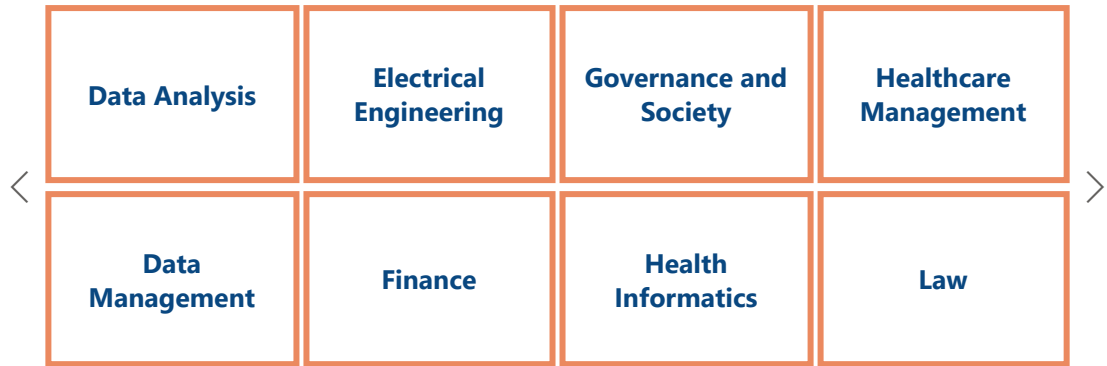 Data Analysis
Electrical
Engineering
Governance and
Society
Healthcare
Management
Data
Management
Finance
Health
Informatics
Law